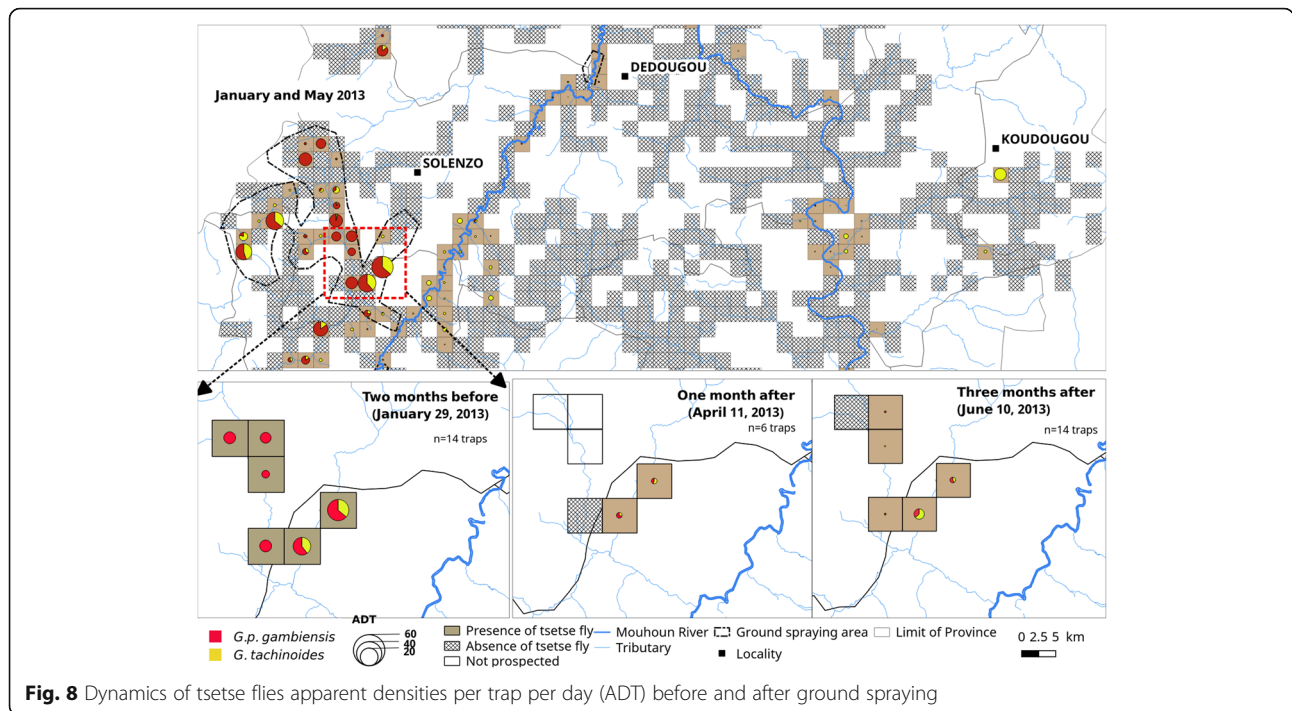 DEDOUGOU
January and May 2013
KOUDOUGOU
SOLENZO
Two months before
(January 29, 2013)
n=14 traps
One month after
(April 11, 2013)
n=6 traps
Three months after
(June 10, 2013)
n=14 traps
G.p. gambiensis
G. tachinoides
ADT
60
40
20
Presence of tsetse fly
Absence of tsetse fly
Not prospected
Mouhoun River
Tributary
Ground spraying area
Locality
Limit of Province
0 2.5 5 km
Fig. 8 Dynamics of tsetse flies apparent densities per trap per day (ADT) before and after ground spraying